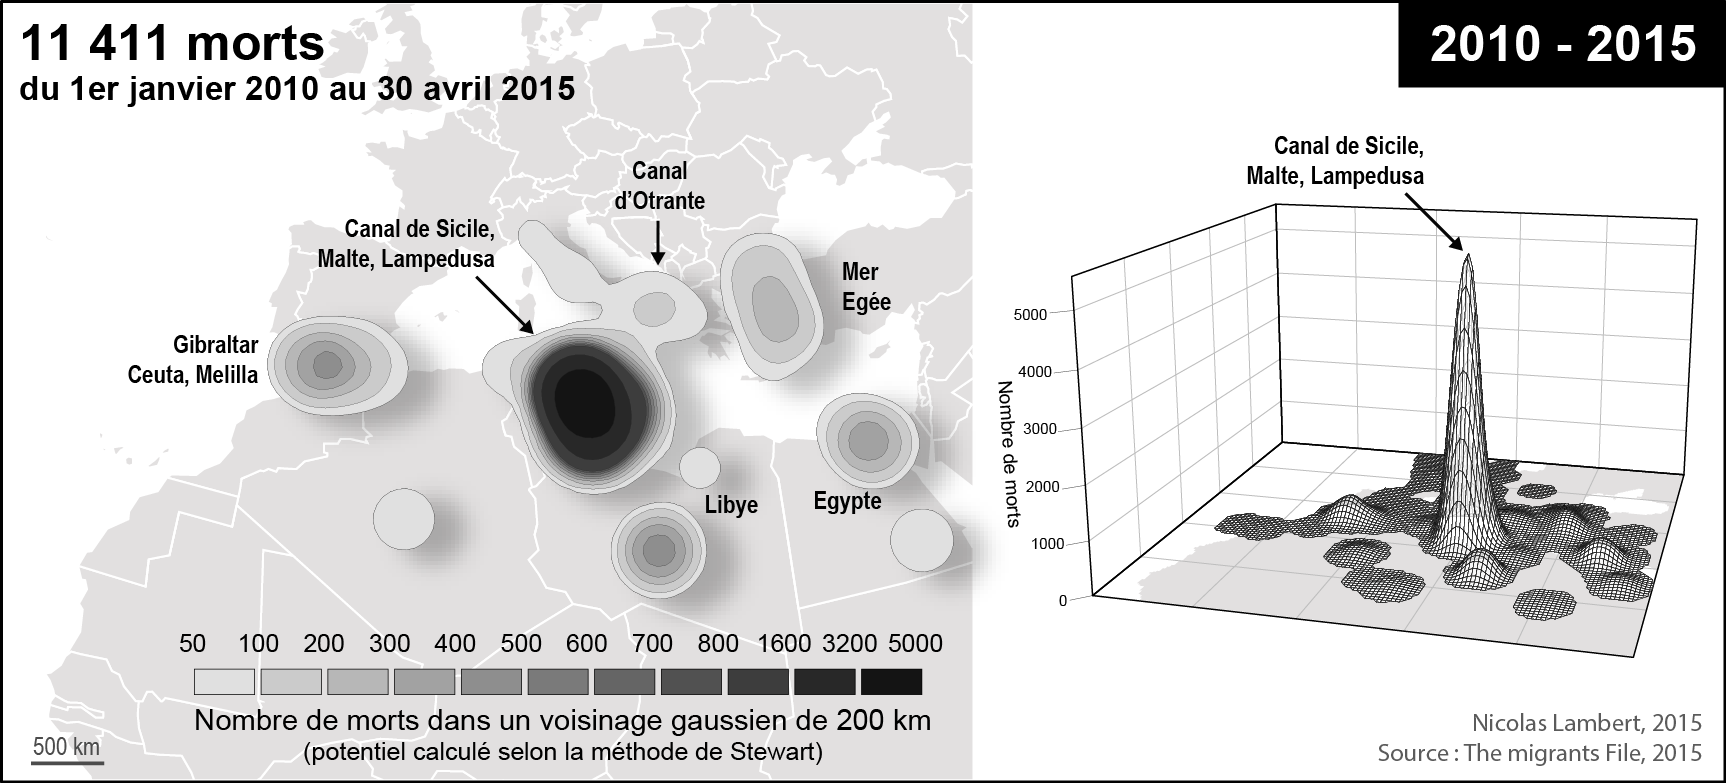 11 411 morts
du 1er janvier 2010 au 30 avril 2015
2010 - 2015
Canal
d'Otrante
Canal de Sicile,
Malte, Lampedusa
Mer
Egée
Gibraltar
Ceuta, Melilla
Libye
Egypte
50 100 200 300 400 500 600 700 800 1600 3200 5000
Nombre de morts dans un voisinage gaussien de 200 km
(potentiel calculé selon la méthode de Stewart)
500 km
Canal de Sicile,
Malte, Lampedusa
Nombre de morts
5000
4000
3000
2000
1000
0
Nicolas Lambert, 2015
Source : The migrants File, 2015